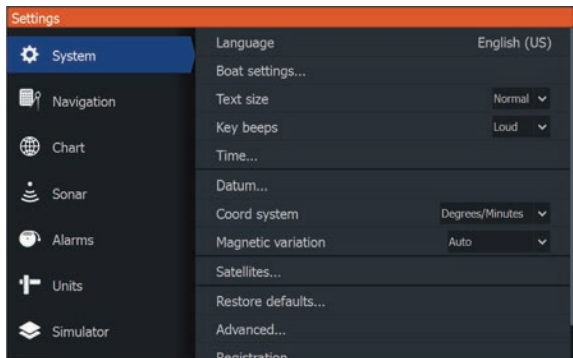 Settings
System
Navigation
Chart
Sonar
Alarms
Units
Simulator
Language English (US)
Boat settings...
Text size Normal
Key beeps Loud
Time...
Datum...
Coord system Degrees/Minutes
Magnetic variation Auto
Satellites...
Restore defaults...
Advanced...
Registration